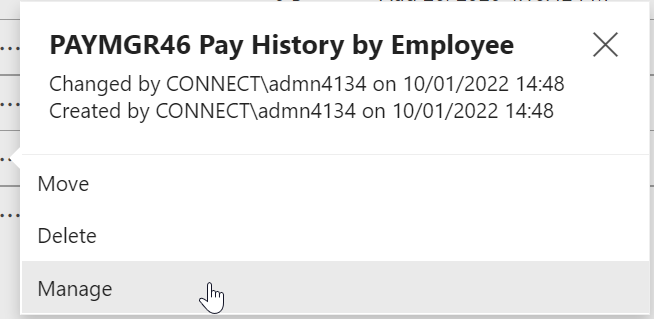 PAYMGR46 Pay History by Employee
Changed by CONNECT\admn4134 on 10/01/2022 14:48
Created by CONNECT\admn4134 on 10/01/2022 14:48
Move
Delete
Manage